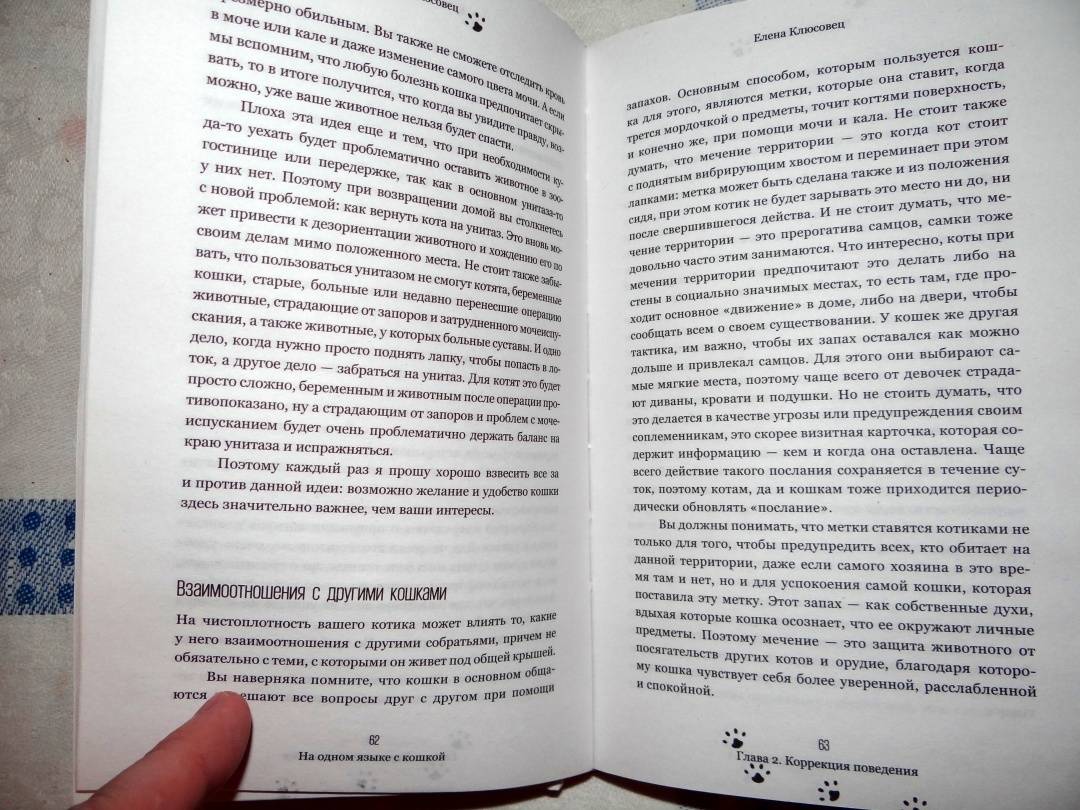 Клюсовец
резмерно обильным. Вы также не сможете отследить кровь
в моче или кале и даже изменение самого цвета мочи. А если
мы вспомним, что любую болезнь кошка предпочитает скры-
вать, то в итоге получится, что когда вы увидите правду, воз-
можно, уже ваше животное нельзя будет спасти.
Плоха эта идея еще и тем, что при необходимости ку-
да-то уехать будет проблематично оставить животное в зоо-
гостинице или передержке, так как в основном унитаза-то
у них нет. Поэтому при возвращении домой вы столкнетесь
с новой проблемой: как вернуть кота на унитаз. Это вновь мо-
жет привести к дезориентации животного и хождению его по
своим делам мимо положенного места. Не стоит также забы-
вать, что пользоваться унитазом не смогут котята, беременные
кошки, старые, больные или недавно перенесшие операцию
животные, страдающие от запоров и затрудненного мочеиспу-
скания, а также животные, у которых больные суставы. И одно
дело, когда нужно просто поднять лапку, чтобы попасть в ло-
ток, а другое дело — забраться на унитаз. Для котят это будет
просто сложно, беременным и животным после операции про-
тивопоказано, ну а страдающим от запоров и проблем с моче-
испусканием будет очень проблематично держать баланс на
краю унитаза и испражняться.
Поэтому каждый раз я прошу хорошо взвесить все за
и против данной идеи: возможно желание и удобство кошки
здесь значительно важнее, чем ваши интересы.
Взаимоотношения с другими кошками
На чистоплотность вашего котика может влиять то, какие
у него взаимоотношения с другими собратьями, причем не
обязательно с теми, с которыми он живет под общей крышей.
Вы наверняка помните, что кошки в основном обща-
ются ешают все вопросы друг с другом при помощи
62
На одном языке с кошкой
Елена Клюсовец
запахов. Основным способом, которым пользуется кош-
ка для этого, являются метки, которые она ставит, когда
трется мордочкой о предметы, точит когтями поверхность,
и конечно же, при помощи мочи и кала. Не стоит также
думать, что мечение территории — это когда кот стоит
с поднятым вибрирующим хвостом и переминает при этом
лапками: метка может быть сделана также и из положения
сидя, при этом котик не будет зарывать это место ни до, ни
после свершившегося действа. И не стоит думать, что ме-
чение территории — это прерогатива самцов, самки тоже
довольно часто этим занимаются. Что интересно, коты при
мечении территории предпочитают это делать либо на
стены в социально значимых местах, то есть там, где про-
ходит основное «движение» в доме, либо на двери, чтобы
сообщать всем о своем существовании. У кошек же другая
тактика, им важно, чтобы их запах оставался как можно
дольше и привлекал самцов. Для этого они выбирают са-
мые мягкие места, поэтому чаще всего от девочек страда-
ют диваны, кровати и подушки. Но не стоить думать, что
это делается в качестве угрозы или предупреждения своим
соплеменникам, это скорее визитная карточка, которая со-
держит информацию — кем и когда она оставлена. Чаще
всего действие такого послания сохраняется в течение су-
ток, поэтому котам, да и кошкам тоже приходится перио-
дически обновлять «послание».
Вы должны понимать, что метки ставятся котиками не
только для того, чтобы предупредить всех, кто обитает на
данной территории, даже если самого хозяина в это вре-
мя там и нет, но и для успокоения самой кошки, которая
поставила эту метку. Этот запах — как собственные духи,
вдыхая которые кошка осознает, что ее окружают личные
предметы. Поэтому мечение — это защита животного от
посягательств других котов и орудие, благодаря которо-
му кошка чувствует себя более уверенной, расслабленной
и спокойной.
63
Глава 2. Коррекция поведения